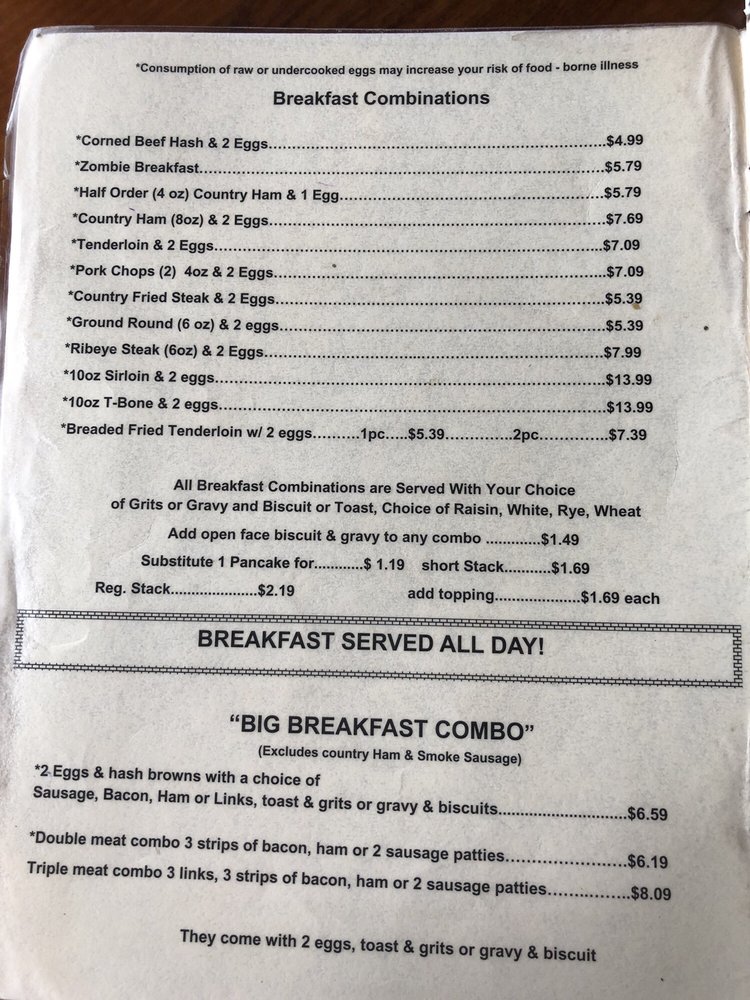 *Consumption of raw or undercooked eggs may increase your risk of food - borne illness
Breakfast Combinations
*Corned Beef Hash & 2 Eggs....................................................................$4.99
*Zombie Breakfast....................................................................................$5.79
*Half Order (4 oz) Country Ham & 1 Egg......................................................$5.79
*Country Ham (8oz) & 2 Eggs.....................................................................$7.69
*Tenderloin & 2 Eggs................................................................................$7.09
*Pork Chops (2) 4oz & 2 Eggs....................................................................$7.09
*Country Fried Steak & 2 Eggs...................................................................$5.39
*Ground Round (6 oz) & 2 eggs..................................................................$5.39
*Ribeye Steak (6oz) & 2 Eggs.....................................................................$7.99
*10oz Sirloin & 2 eggs...............................................................................$13.99
*10oz T-Bone & 2 eggs..............................................................................$13.99
*Breaded Fried Tenderloin w/ 2 eggs..........1pc.....$5.39..............2pc..............$7.39
All Breakfast Combinations are Served With Your Choice
of Grits or Gravy and Biscuit or Toast, Choice of Raisin, White, Rye, Wheat
Add open face biscuit & gravy to any combo .............$1.49
Substitute 1 Pancake for............$ 1.19 short Stack...........$1.69
Reg. Stack.....................$2.19 add topping.....................$1.69 each
BREAKFAST SERVED ALL DAY!
“BIG BREAKFAST COMBO”
(Excludes country Ham & Smoke Sausage)
*2 Eggs & hash browns with a choice of
Sausage, Bacon, Ham or Links, toast & grits or gravy & biscuits..............................$6.59
*Double meat combo 3 strips of bacon, ham or 2 sausage patties..........................$6.19
Triple meat combo 3 links, 3 strips of bacon, ham or 2 sausage patties..................$8.09
They come with 2 eggs, toast & grits or gravy & biscuit